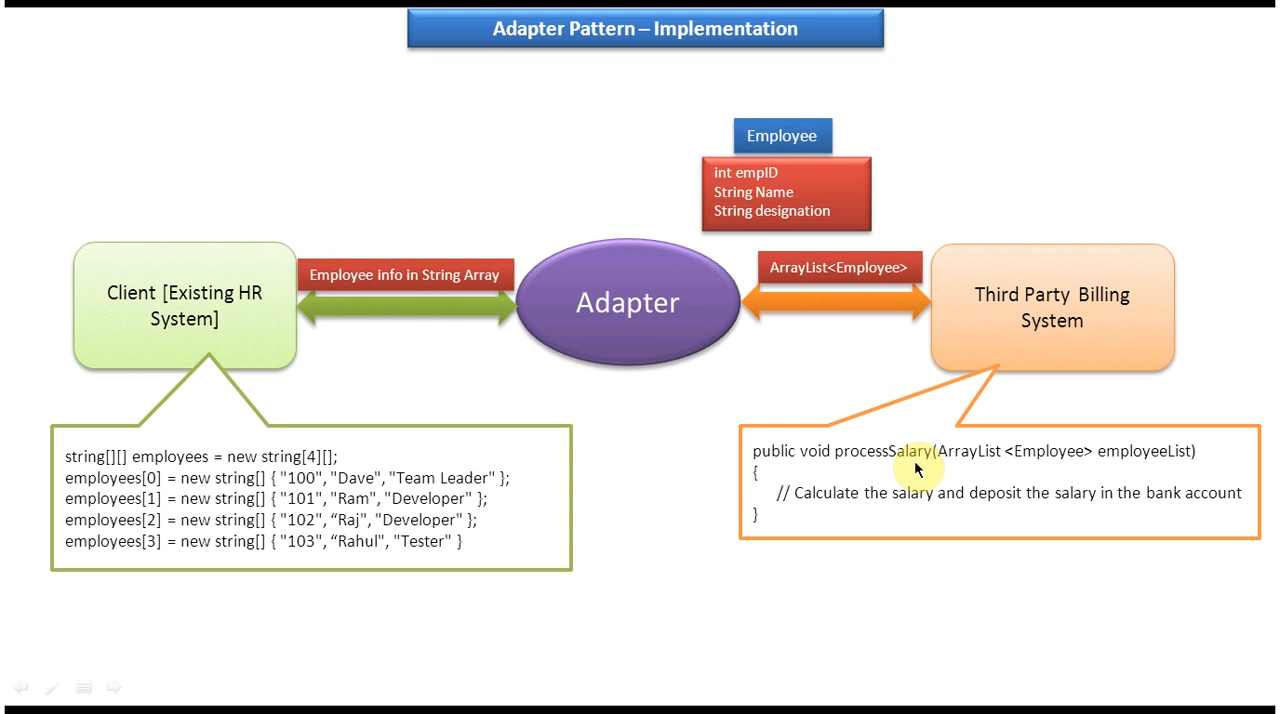 Adapter Pattern – Implementation
Employee
int empID
String Name
String designation
Client [Existing HR
System]
Employee info in String Array
Adapter
ArrayList<Employee>
Third Party Billing
System
string[][] employees = new string[4][];
employees[0] = new string[] { "100", "Dave", "Team Leader" };
employees[1] = new string[] { "101", "Ram", "Developer" };
employees[2] = new string[] { "102", “Raj", "Developer" };
employees[3] = new string[] { "103", “Rahul", "Tester" }
public void processSalary(ArrayList <Employee> employeeList)
{
// Calculate the salary and deposit the salary in the bank account
}